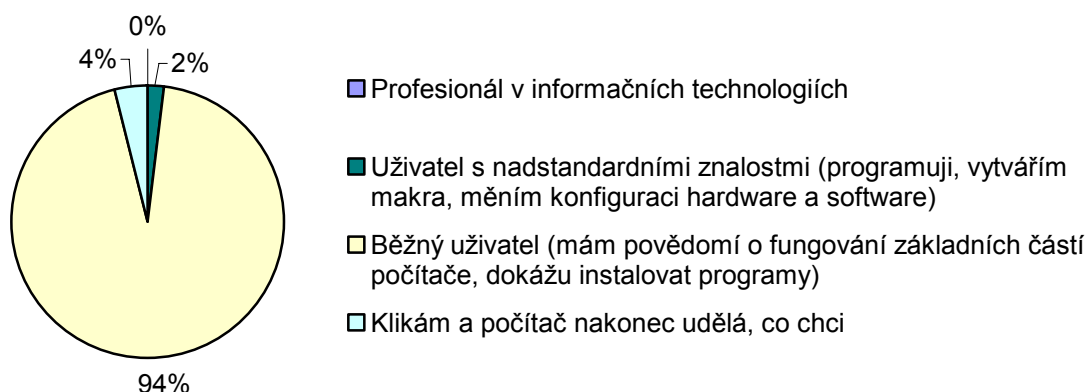 0%
4%
2%
94%
Profesionál v informačních technologiích
Uživatel s nadstandardními znalostmi (programuji, vytvářím
makra, měním konfiguraci hardware a software)
Běžný uživatel (mám povědomí o fungování základních částí
počítače, dokážu instalovat programy)
Klikám a počítač nakonec udělá, co chci